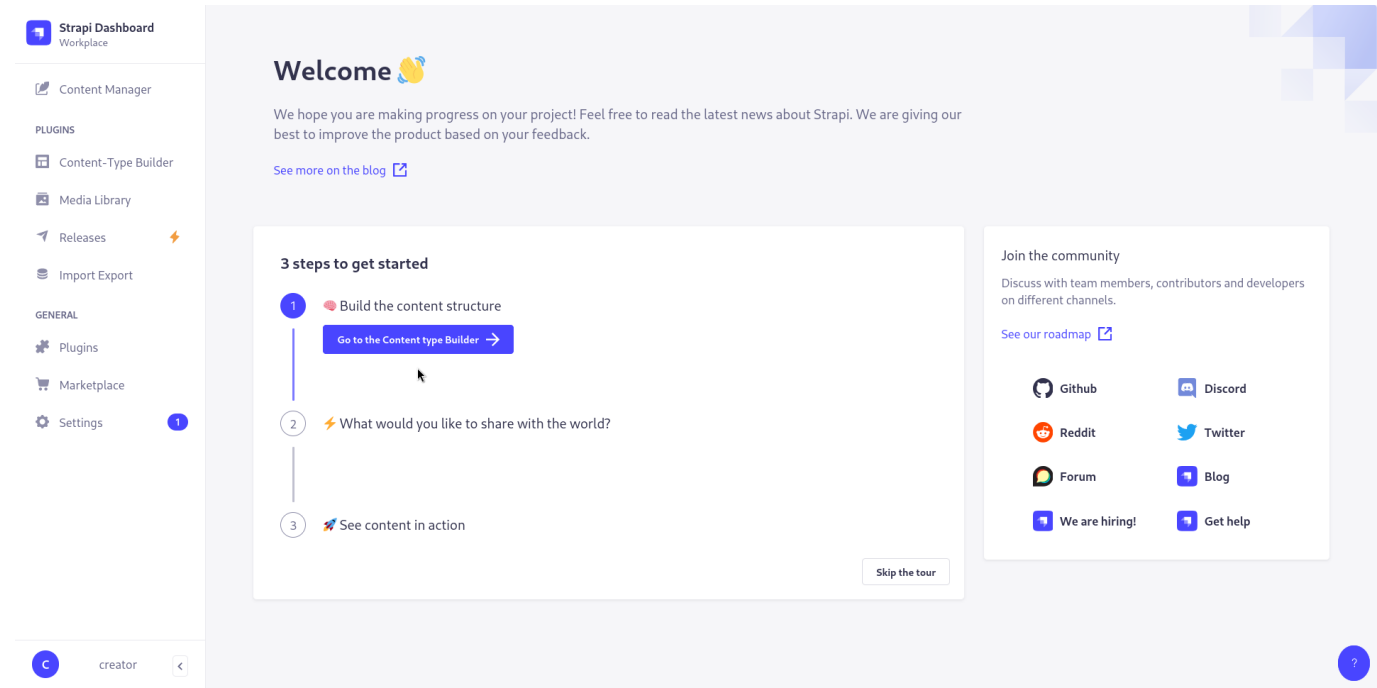 Strapi Dashboard
Workplace
Content Manager
PLUGINS
Content-Type Builder
Media Library
Releases
Import Export
GENERAL
Plugins
Marketplace
Settings
1
C
creator
Welcome
We hope you are making progress on your project! Feel free to read the latest news about Strapi. We are giving our
best to improve the product based on your feedback.
See more on the blog
3 steps to get started
1
Build the content structure
Go to the Content type Builder
2
What would you like to share with the world?
3
See content in action
Skip the tour
Join the community
Discuss with team members, contributors and developers
on different channels.
See our roadmap
Github
Discord
Reddit
Twitter
Forum
Blog
We are hiring!
Get help
?